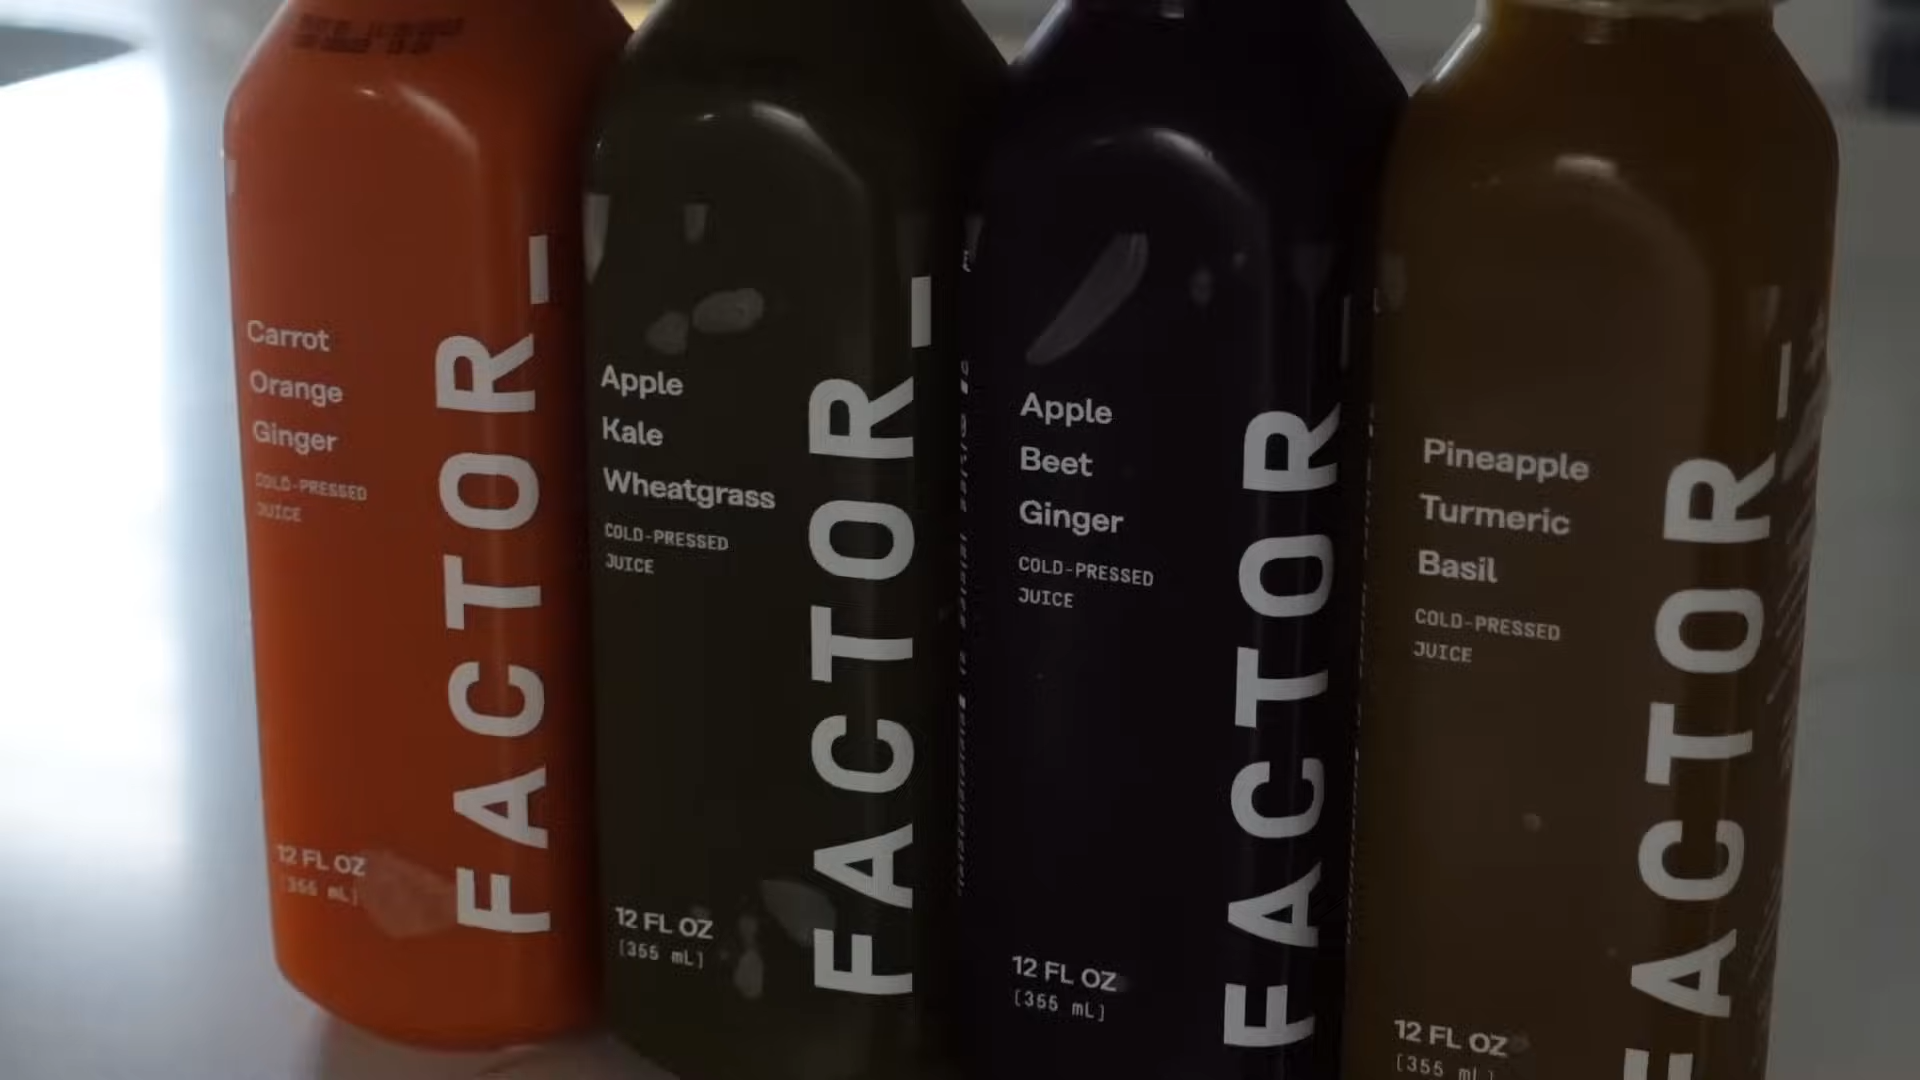 Carrot
Orange
Ginger
COLD-PRESSED
JUICE
12 FL OZ
[355 mL]
FACTOR_
Apple
Kale
Wheatgrass
COLD-PRESSED
JUICE
12 FL OZ
[355 mL]
FACTOR_
Apple
Beet
Ginger
COLD-PRESSED
JUICE
12 FL OZ
[355 mL]
FACTOR_
Pineapple
Turmeric
Basil
COLD-PRESSED
JUICE
12 FL OZ
[355 mL]
FACTOR_